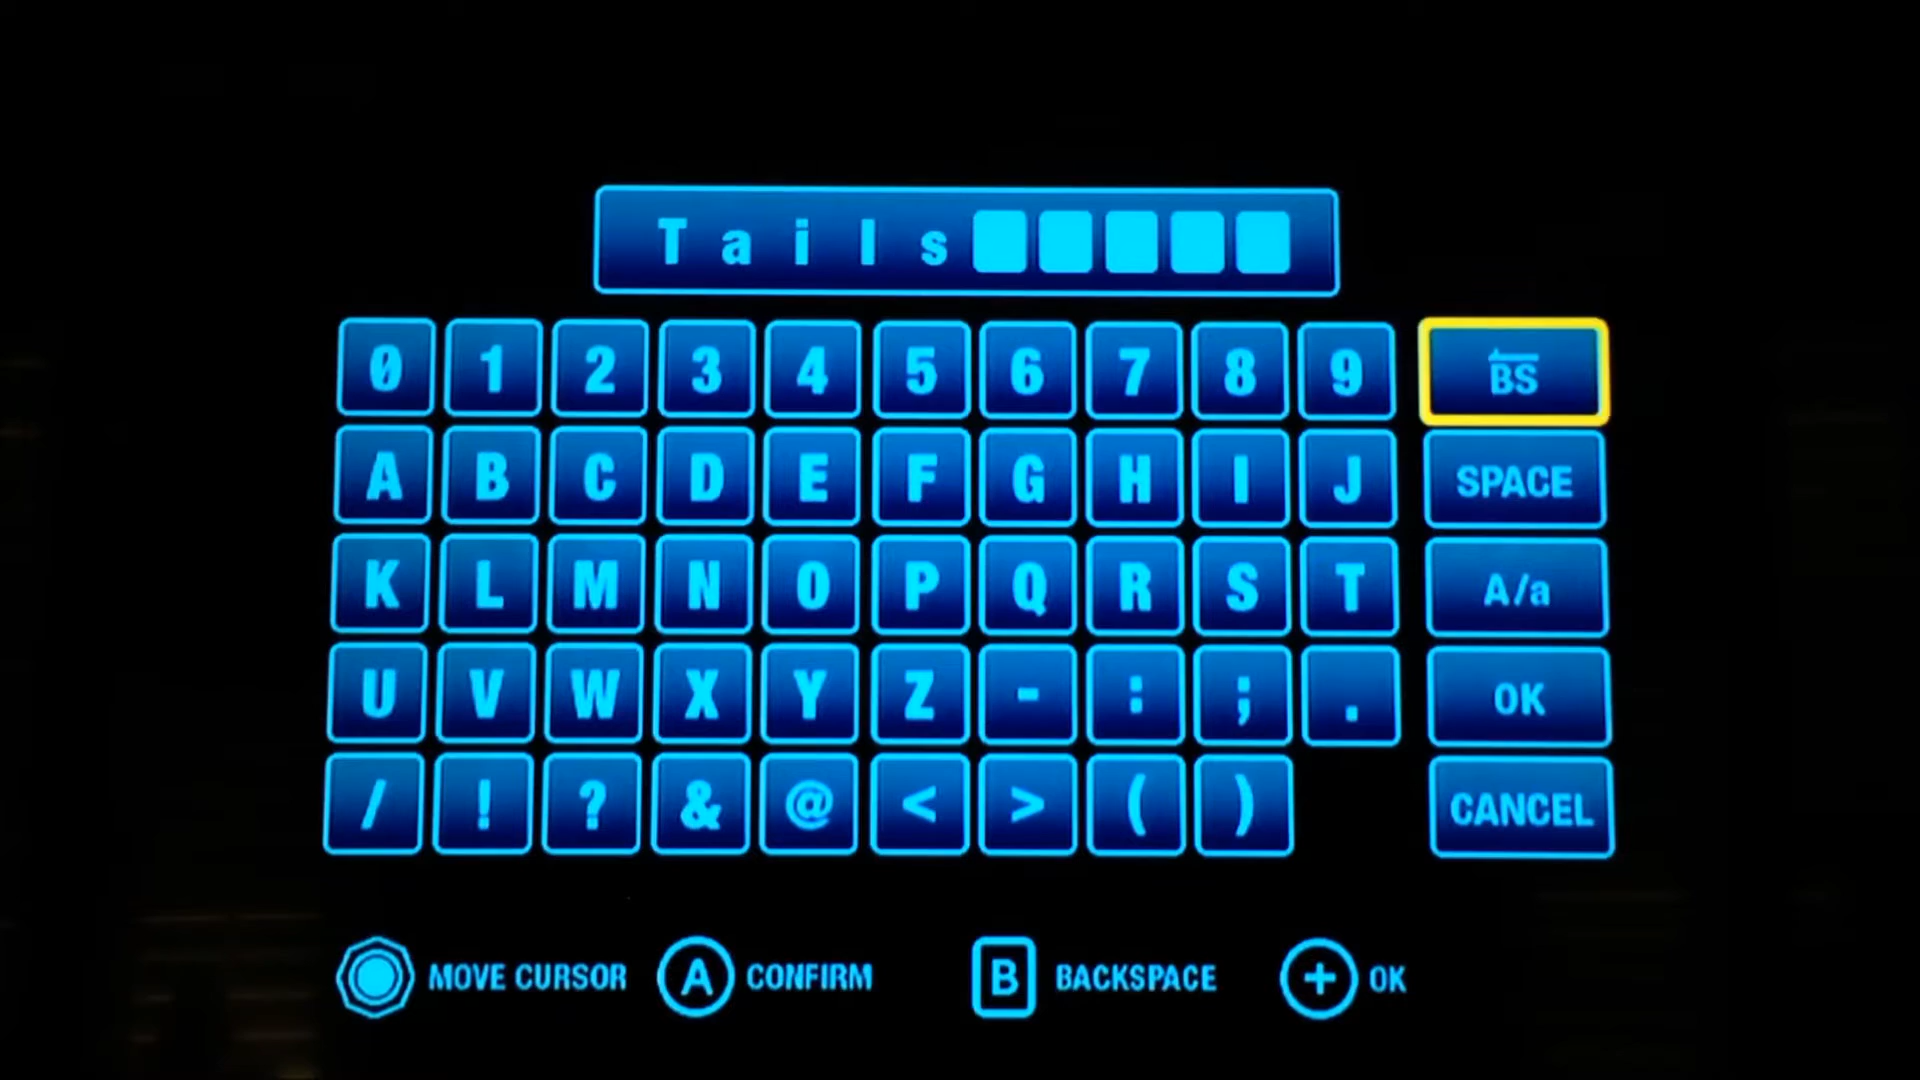 Tails
0 1 2 3 4 5 6 7 8 9 BS
A B C D E F G H I J SPACE
K L M N O P Q R S T A/a
U V W X Y Z - : ; . OK
/ ! ? & @ < > ( ) CANCEL
MOVE CURSOR A CONFIRM B BACKSPACE + OK